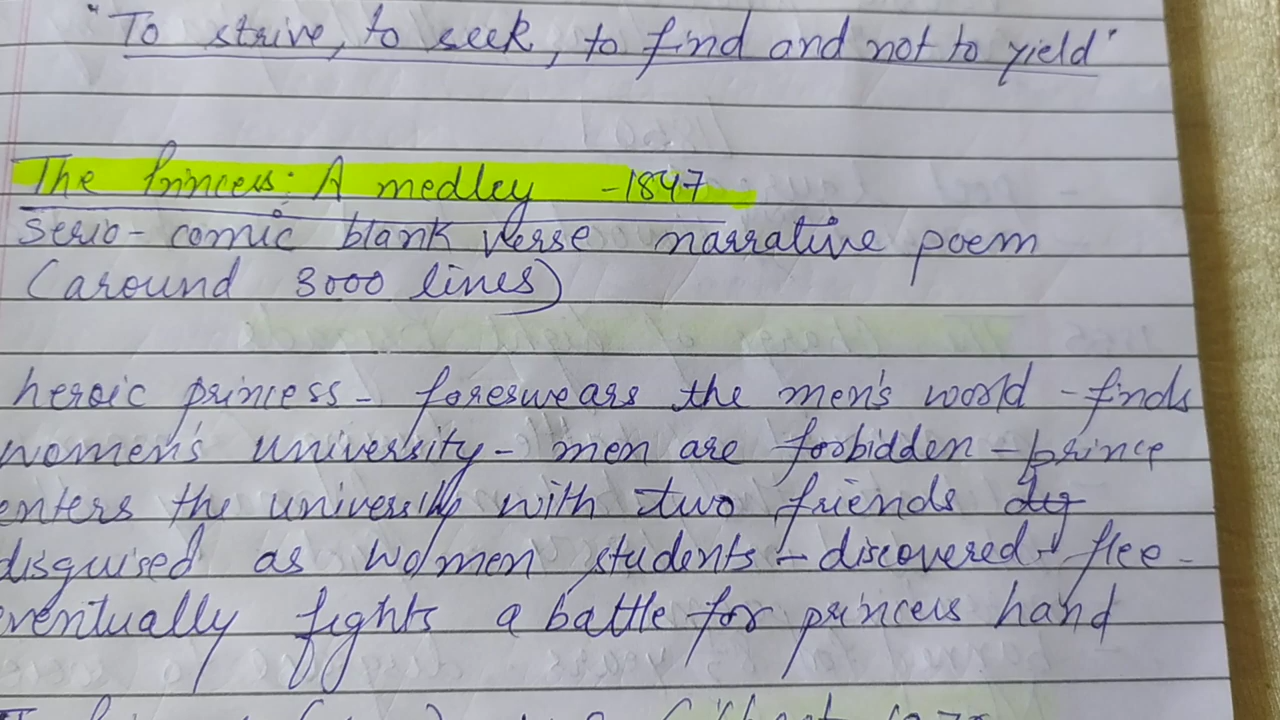 "To strive, to seek, to find and not to yield"
The Princess: A medley - 1847
Serio-comic blank verse narrative poem
(around 3000 lines)
heroic princess - foreswears the men's world - finds
women's university - men are forbidden - prince
enters the university with two friends
disguised as women students - discovered & flee -
eventually fights a battle for princess hand